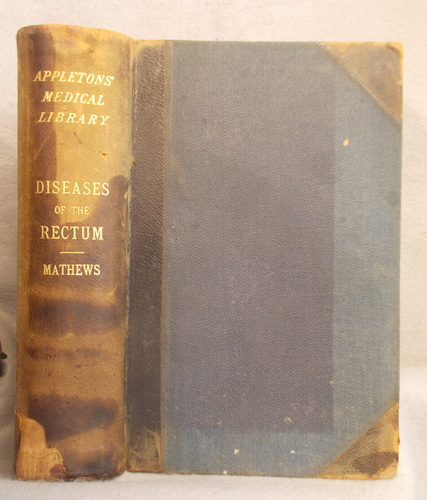 APPLETONS'
MEDICAL
LIBRARY
DISEASES
OF THE
RECTUM
MATHEWS